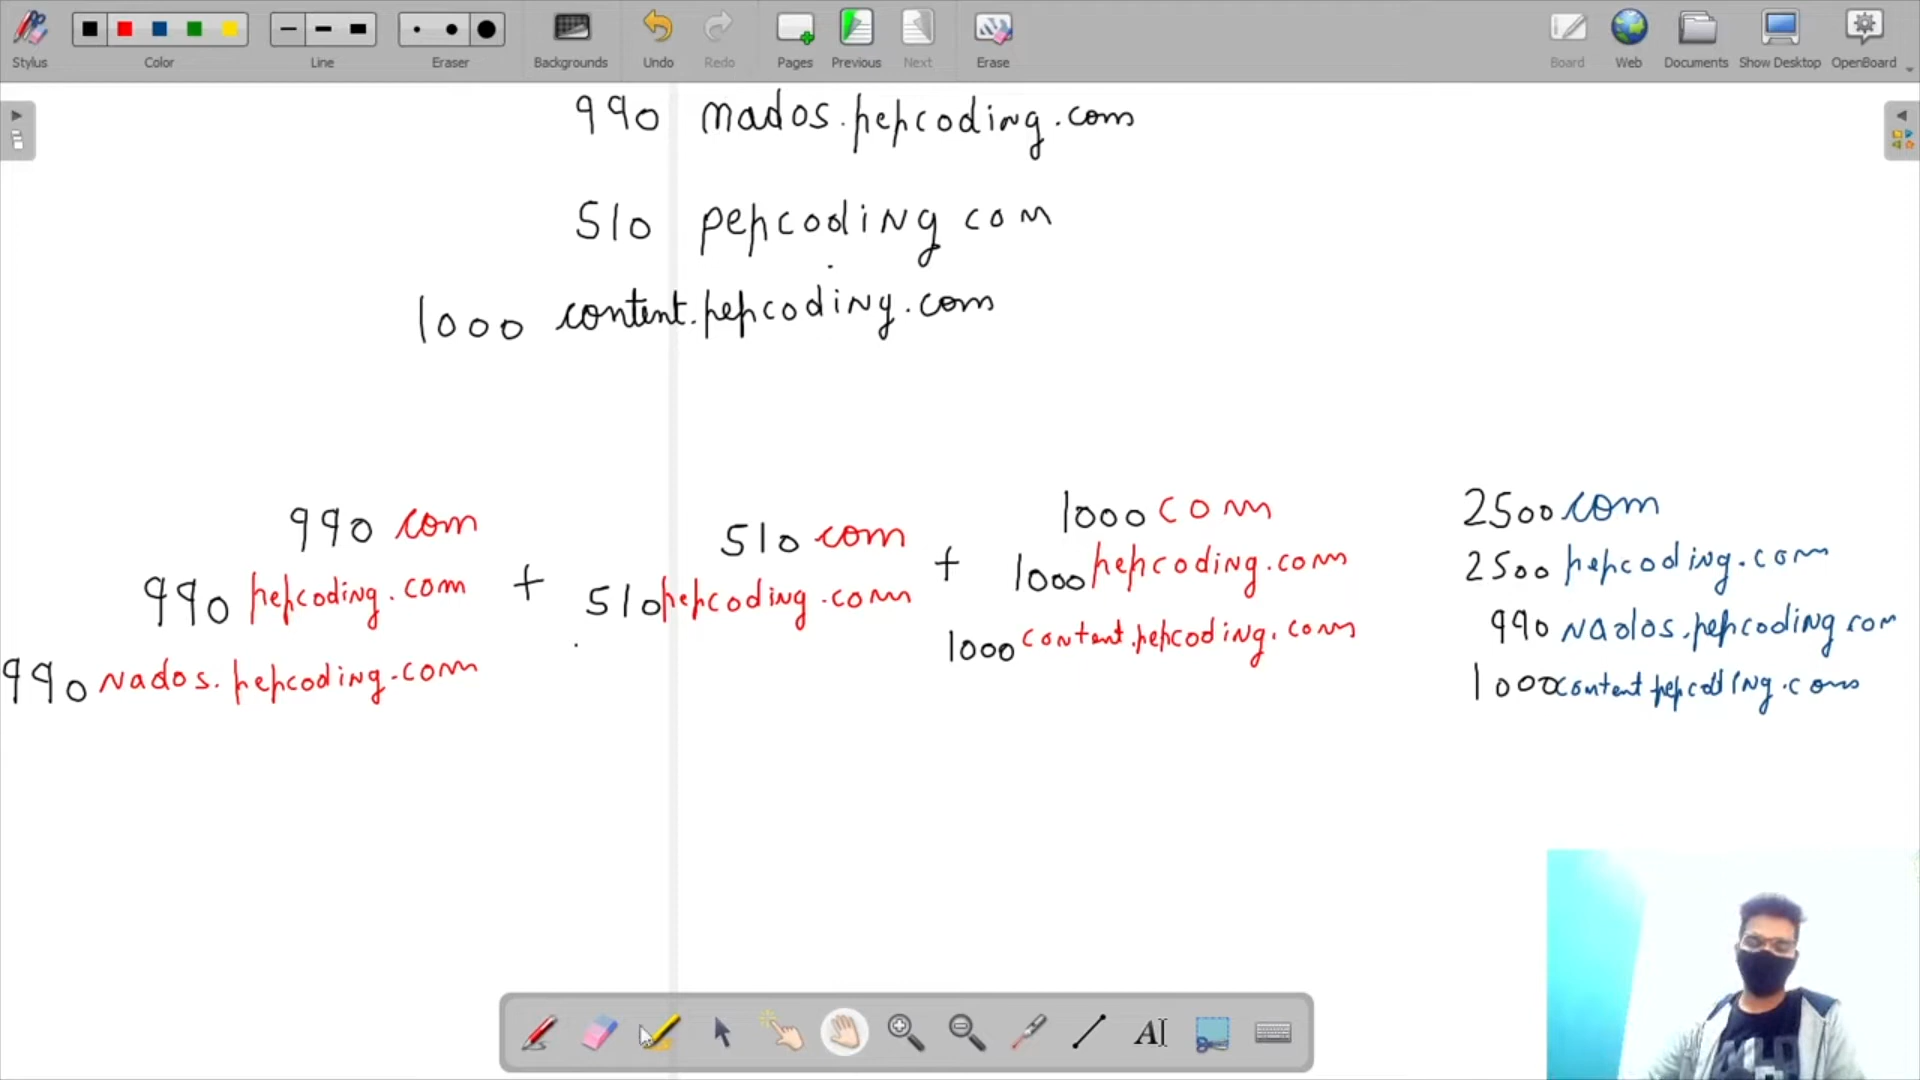 Stylus
Color
Line
Eraser
Backgrounds
Undo
Redo
Pages
Previous
Next
Erase
Board
Web
Documents
Show Desktop
OpenBoard
990 nados.pepcoding.com
510 pepcoding com
1000 content.pepcoding.com
990 com
990 pepcoding.com
990 nados.pepcoding.com
+
510 com
510 pepcoding.com
+
1000 com
1000 pepcoding.com
1000 content.pepcoding.com
2500 com
2500 pepcoding.com
990 nados.pepcoding com
1000 content pepcoding.com
AI